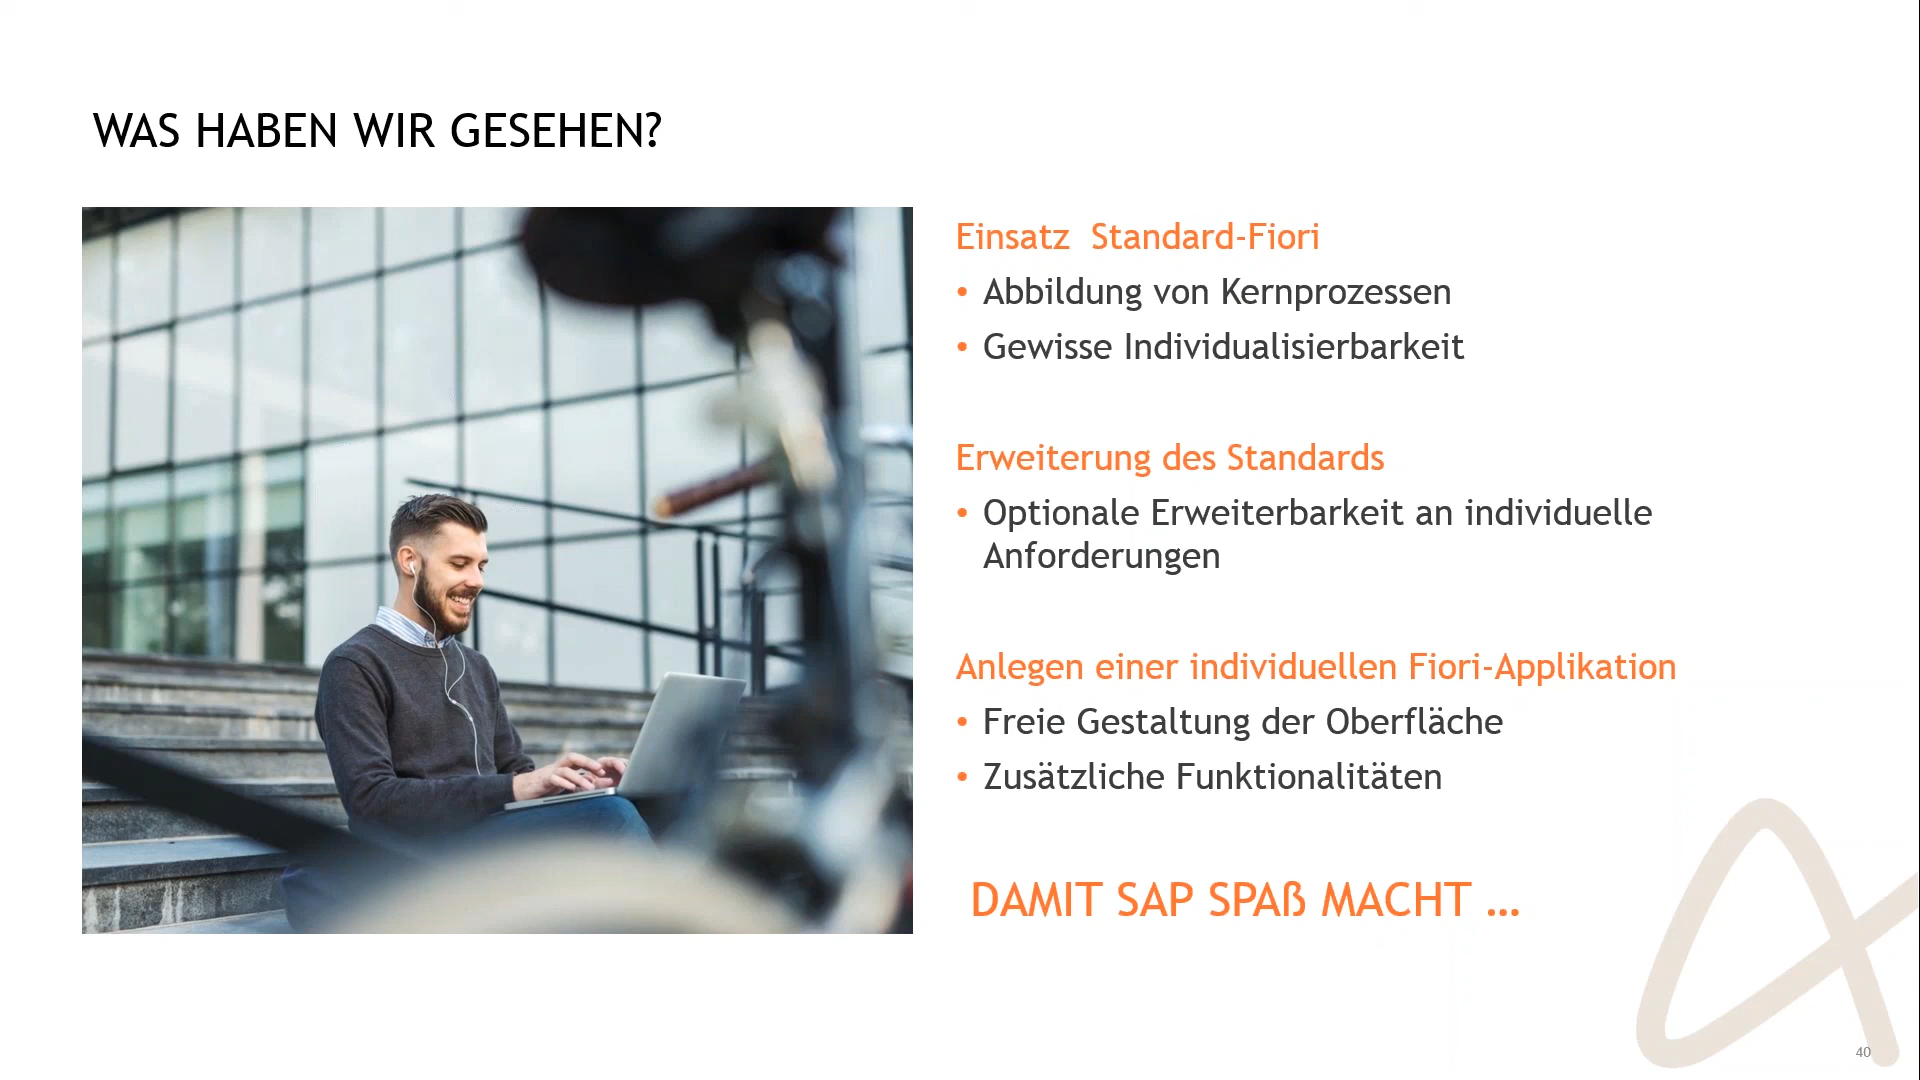 WAS HABEN WIR GESEHEN?
Einsatz  Standard-Fiori
• Abbildung von Kernprozessen
• Gewisse Individualisierbarkeit
Erweiterung des Standards
• Optionale Erweiterbarkeit an individuelle
Anforderungen
Anlegen einer individuellen Fiori-Applikation
• Freie Gestaltung der Oberfläche
• Zusätzliche Funktionalitäten
DAMIT SAP SPAß MACHT …
40